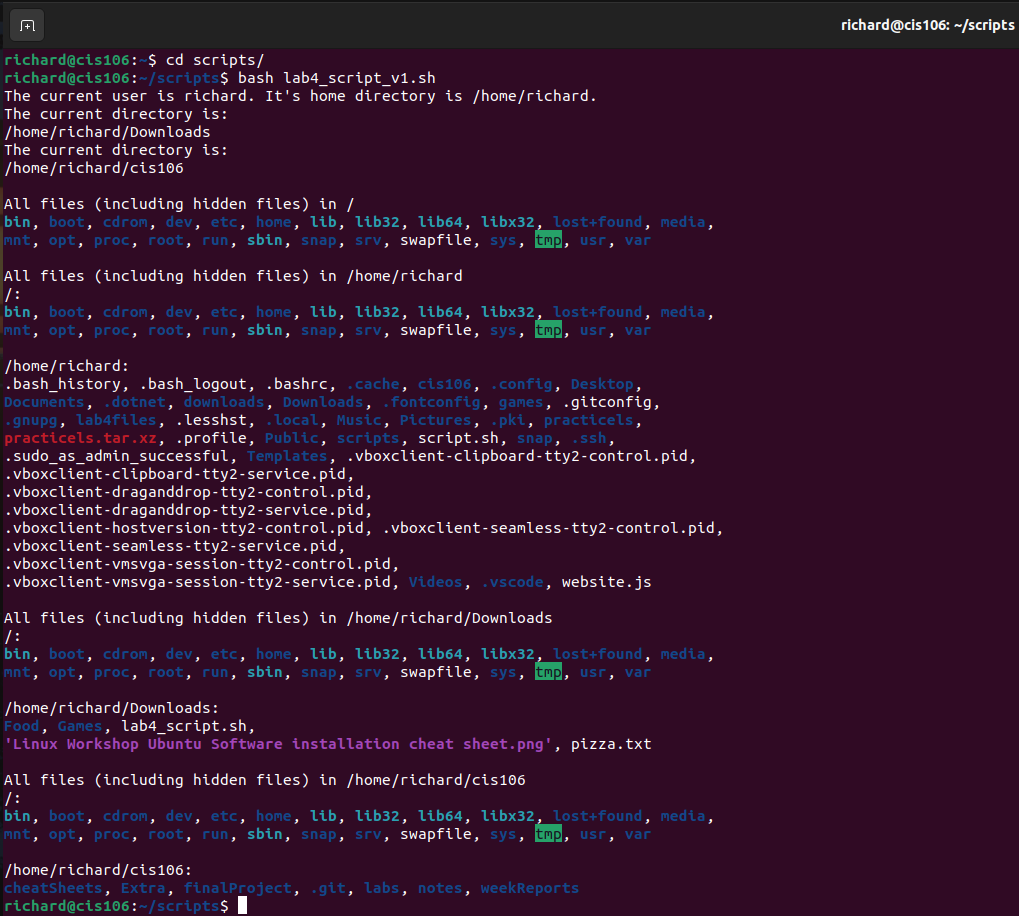 richard@cis106: ~/scripts
richard@cis106:~$ cd scripts/
richard@cis106:~/scripts$ bash lab4_script_v1.sh
The current user is richard. It's home directory is /home/richard.
The current directory is:
/home/richard/Downloads
The current directory is:
/home/richard/cis106
All files (including hidden files) in /
bin, boot, cdrom, dev, etc, home, lib, lib32, lib64, libx32, lost+found, media,
mnt, opt, proc, root, run, sbin, snap, srv, swapfile, sys, tmp, usr, var
All files (including hidden files) in /home/richard
/:
bin, boot, cdrom, dev, etc, home, lib, lib32, lib64, libx32, lost+found, media,
mnt, opt, proc, root, run, sbin, snap, srv, swapfile, sys, tmp, usr, var
/home/richard:
.bash_history, .bash_logout, .bashrc, .cache, cis106, .config, Desktop,
Documents, .dotnet, downloads, Downloads, .fontconfig, games, .gitconfig,
.gnupg, lab4files, .lesshst, .local, Music, Pictures, .pki, practicels,
practicels.tar.xz, .profile, Public, scripts, script.sh, snap, .ssh,
.sudo_as_admin_successful, Templates, .vboxclient-clipboard-tty2-control.pid,
.vboxclient-clipboard-tty2-service.pid,
.vboxclient-draganddrop-tty2-control.pid,
.vboxclient-draganddrop-tty2-service.pid,
.vboxclient-hostversion-tty2-control.pid, .vboxclient-seamless-tty2-control.pid,
.vboxclient-seamless-tty2-service.pid,
.vboxclient-vmsvga-session-tty2-control.pid,
.vboxclient-vmsvga-session-tty2-service.pid, Videos, .vscode, website.js
All files (including hidden files) in /home/richard/Downloads
/:
bin, boot, cdrom, dev, etc, home, lib, lib32, lib64, libx32, lost+found, media,
mnt, opt, proc, root, run, sbin, snap, srv, swapfile, sys, tmp, usr, var
/home/richard/Downloads:
Food, Games, lab4_script.sh,
'Linux Workshop Ubuntu Software installation cheat sheet.png', pizza.txt
All files (including hidden files) in /home/richard/cis106
/:
bin, boot, cdrom, dev, etc, home, lib, lib32, lib64, libx32, lost+found, media,
mnt, opt, proc, root, run, sbin, snap, srv, swapfile, sys, tmp, usr, var
/home/richard/cis106:
cheatSheets, Extra, finalProject, .git, labs, notes, weekReports
richard@cis106:~/scripts$